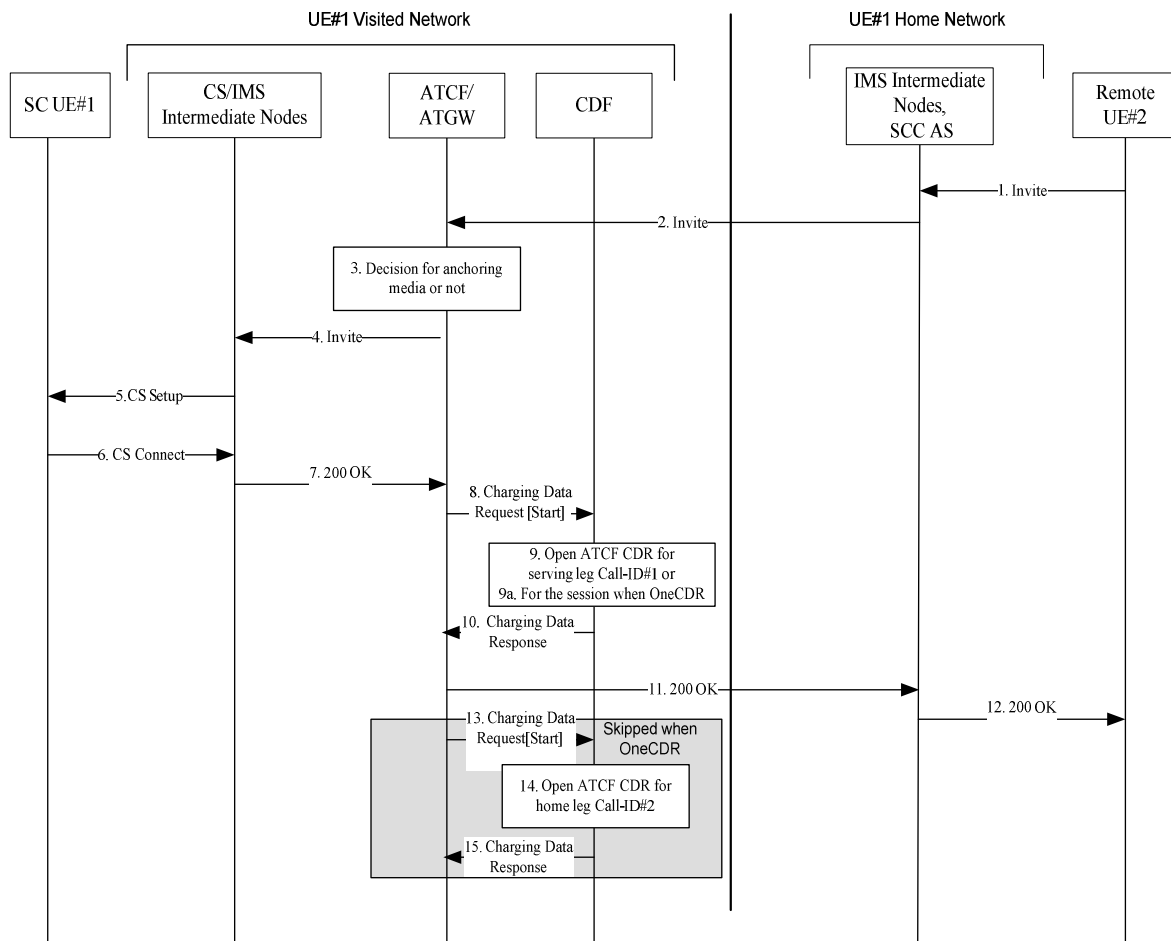 UE#1 Visited Network
UE#1 Home Network
SC UE#1
CS/IMS
Intermediate Nodes
ATCF/
ATGW
CDF
IMS Intermediate
Nodes,
SCC AS
Remote
UE#2
1. Invite
2. Invite
3. Decision for anchoring
media or not
4. Invite
5.CS Setup
6. CS Connect
7. 200 OK
8. Charging Data
Request [Start]
9. Open ATCF CDR for
serving leg Call-ID#1 or
9a. For the session when OneCDR
10. Charging Data
Response
11. 200 OK
12. 200 OK
13. Charging Data
Request[Start]
Skipped when
OneCDR
14. Open ATCF CDR for
home leg Call-ID#2
15. Charging Data
Response